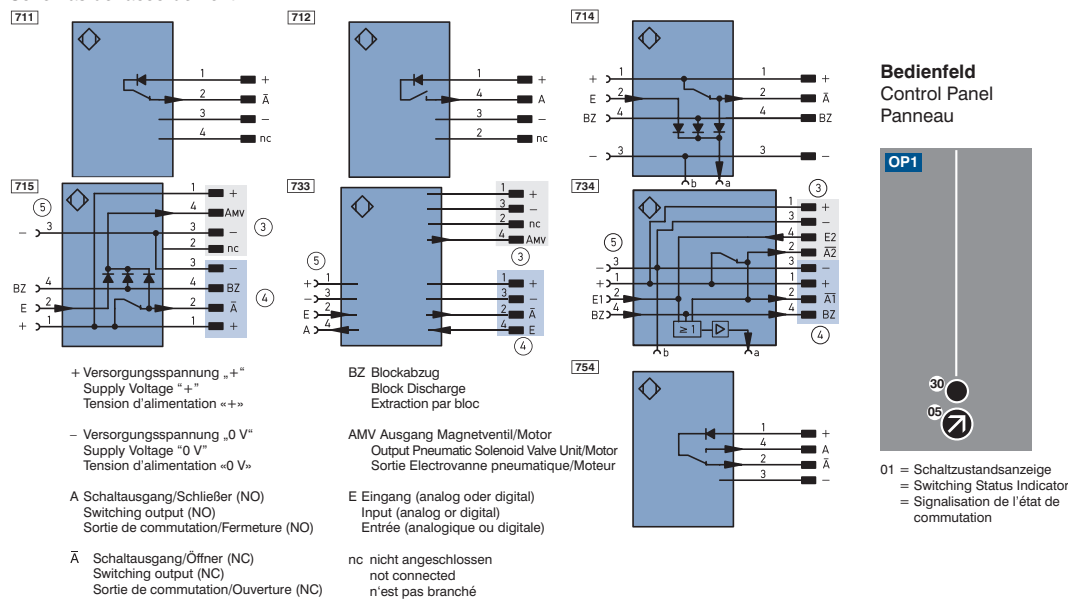 711
1 +
2 A̅
3 −
4 nc
712
1 +
4 A
3 −
2 nc
714
+ 1 1 +
E 2 2 A̅
BZ 4 4 BZ
− 3 3 −
b a
715
5
1 +
4 AMV
− 3 3 −
3
2 nc
3 −
BZ 4 4 BZ
4
E 2 2 A̅
+ 1 1 +
733
1 +
3 −
2 nc
4 AMV
3
5
+ 1 1 +
− 3 3 −
E 2 2 A̅
A 4 4 E
4
734
3
1 +
3 −
4 E2
5
2 A̅2̅
− 3 3 −
+ 1 1 +
E1 2 2 A̅1̅
BZ 4 4 BZ
≥ 1
4
b a
754
1 +
4 A
2 A̅
3 −
+ Versorgungsspannung „+“
Supply Voltage “+”
Tension d'alimentation «+»
− Versorgungsspannung „0 V“
Supply Voltage “0 V”
Tension d'alimentation «0 V»
A Schaltausgang/Schließer (NO)
Switching output (NO)
Sortie de commutation/Fermeture (NO)
A̅ Schaltausgang/Öffner (NC)
Switching output (NC)
Sortie de commutation/Ouverture (NC)
BZ Blockabzug
Block Discharge
Extraction par bloc
AMV Ausgang Magnetventil/Motor
Output Pneumatic Solenoid Valve Unit/Motor
Sortie Electrovanne pneumatique/Moteur
E Eingang (analog oder digital)
Input (analog or digital)
Entrée (analogique ou digitale)
nc nicht angeschlossen
not connected
n‘est pas branché
Bedienfeld
Control Panel
Panneau
OP1
30
05
01 = Schaltzustandsanzeige
= Switching Status Indicator
= Signalisation de l'état de
commutation